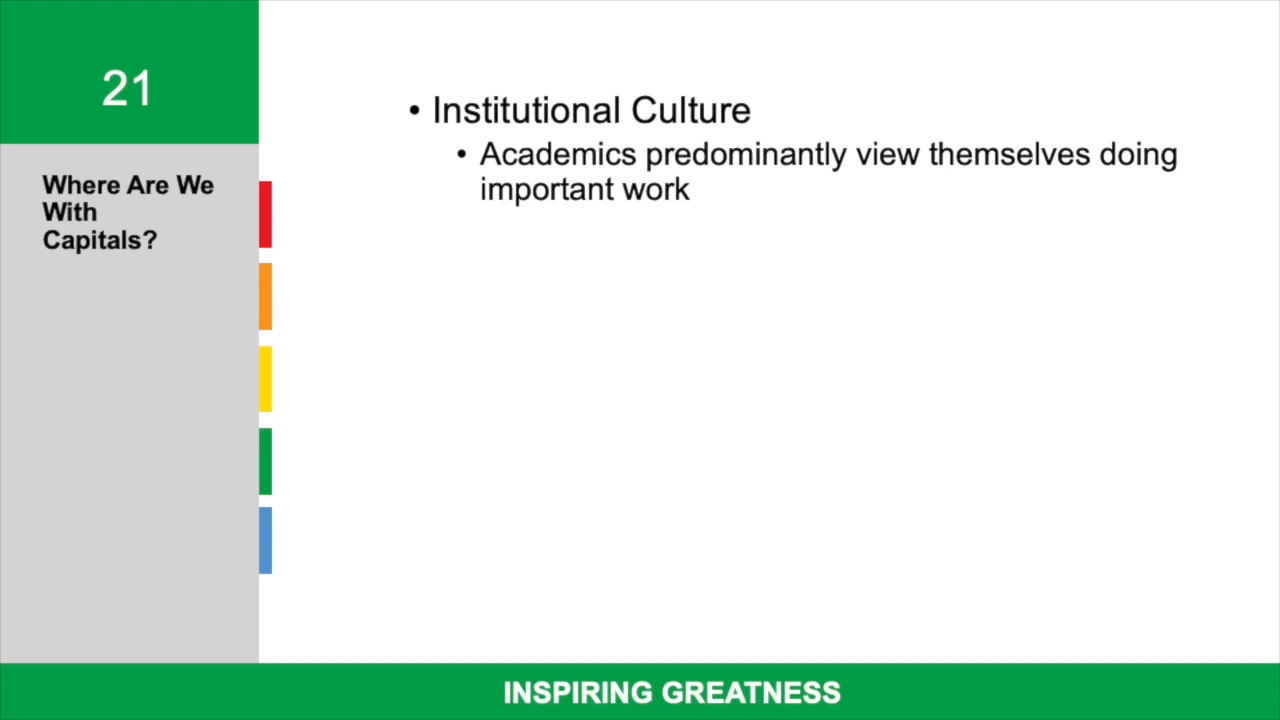 21
Where Are We
With
Capitals?
• Institutional Culture
• Academics predominantly view themselves doing
important work
INSPIRING GREATNESS